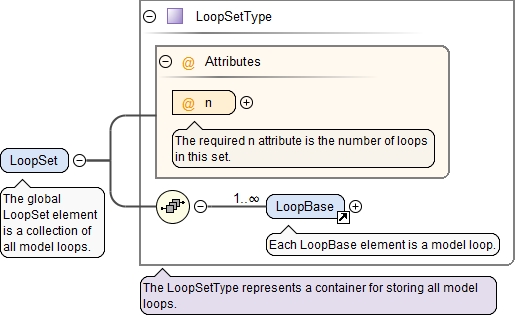 LoopSetType
Attributes
@ n
The required n attribute is the number of loops
in this set.
LoopSet
The global
LoopSet element
is a collection of
all model loops.
1..∞
LoopBase
Each LoopBase element is a model loop.
The LoopSetType represents a container for storing all model
loops.